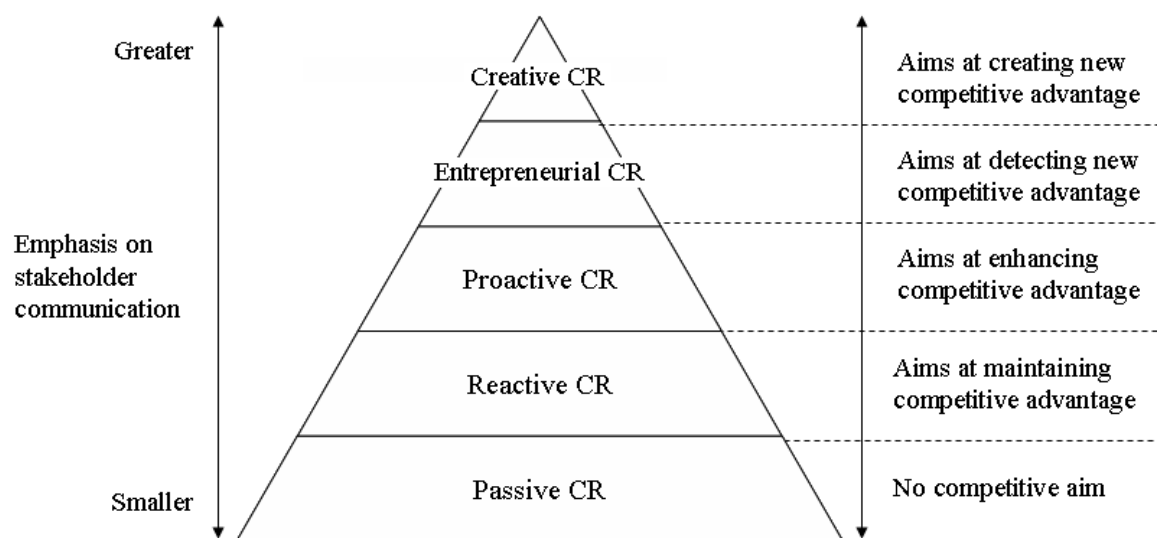 Greater
Creative CR
Aims at creating new
competitive advantage
Entrepreneurial CR
Aims at detecting new
competitive advantage
Emphasis on
stakeholder
communication
Proactive CR
Aims at enhancing
competitive advantage
Reactive CR
Aims at maintaining
competitive advantage
Smaller
Passive CR
No competitive aim